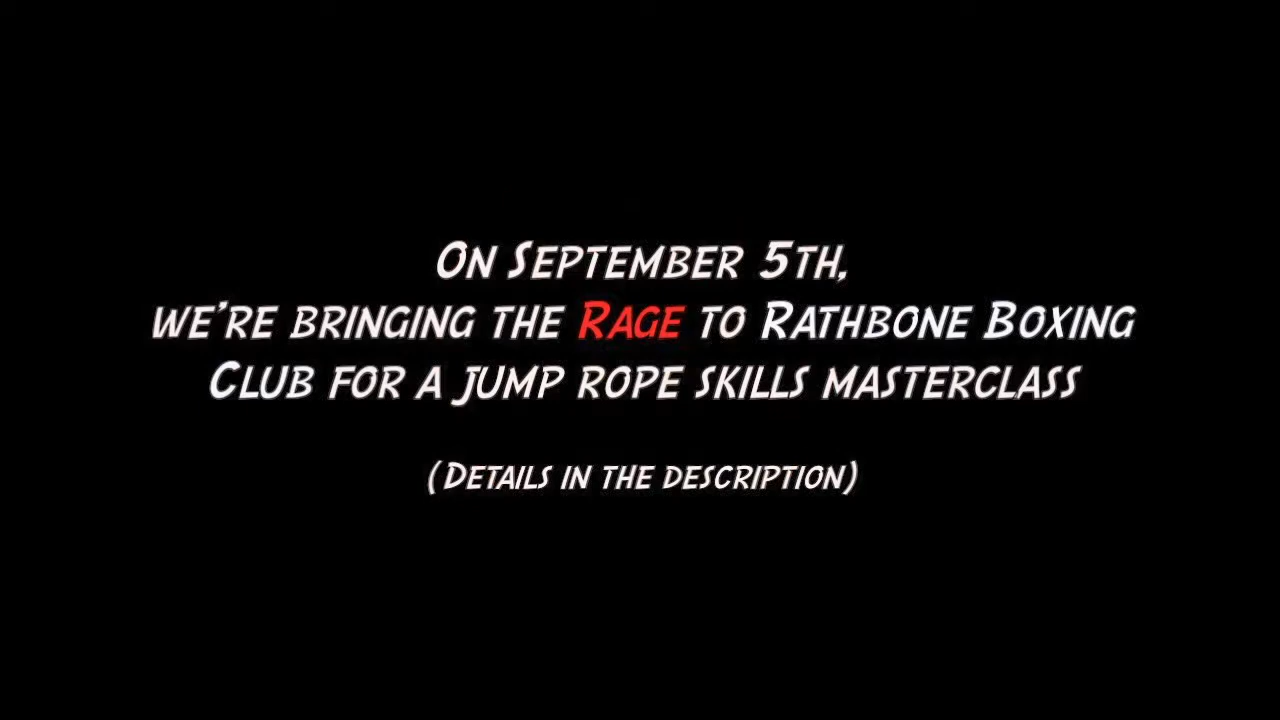 On September 5th,
we're bringing the Rage to Rathbone Boxing
Club for a jump rope skills masterclass
(Details in the description)